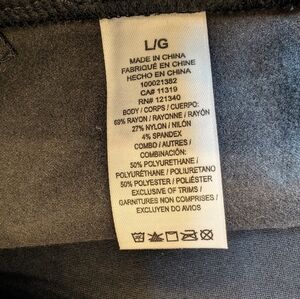 L/G
MADE IN CHINA
FABRIQUÉ EN CHINE
HECHO EN CHINA
100021382
CA# 11319
RN# 121340
BODY / CORPS / CUERPO:
69% RAYON / RAYONNE / RAYÓN
27% NYLON / NILÓN
4% SPANDEX
COMBO / AUTRES /
COMBINACIÓN:
50% POLYURETHANE /
POLYURÉTHANE / POLIURETANO
50% POLYESTER / POLIÉSTER
EXCLUSIVE OF TRIMS /
GARNITURES NON COMPRISES /
EXCLUYEN DO AVIOS